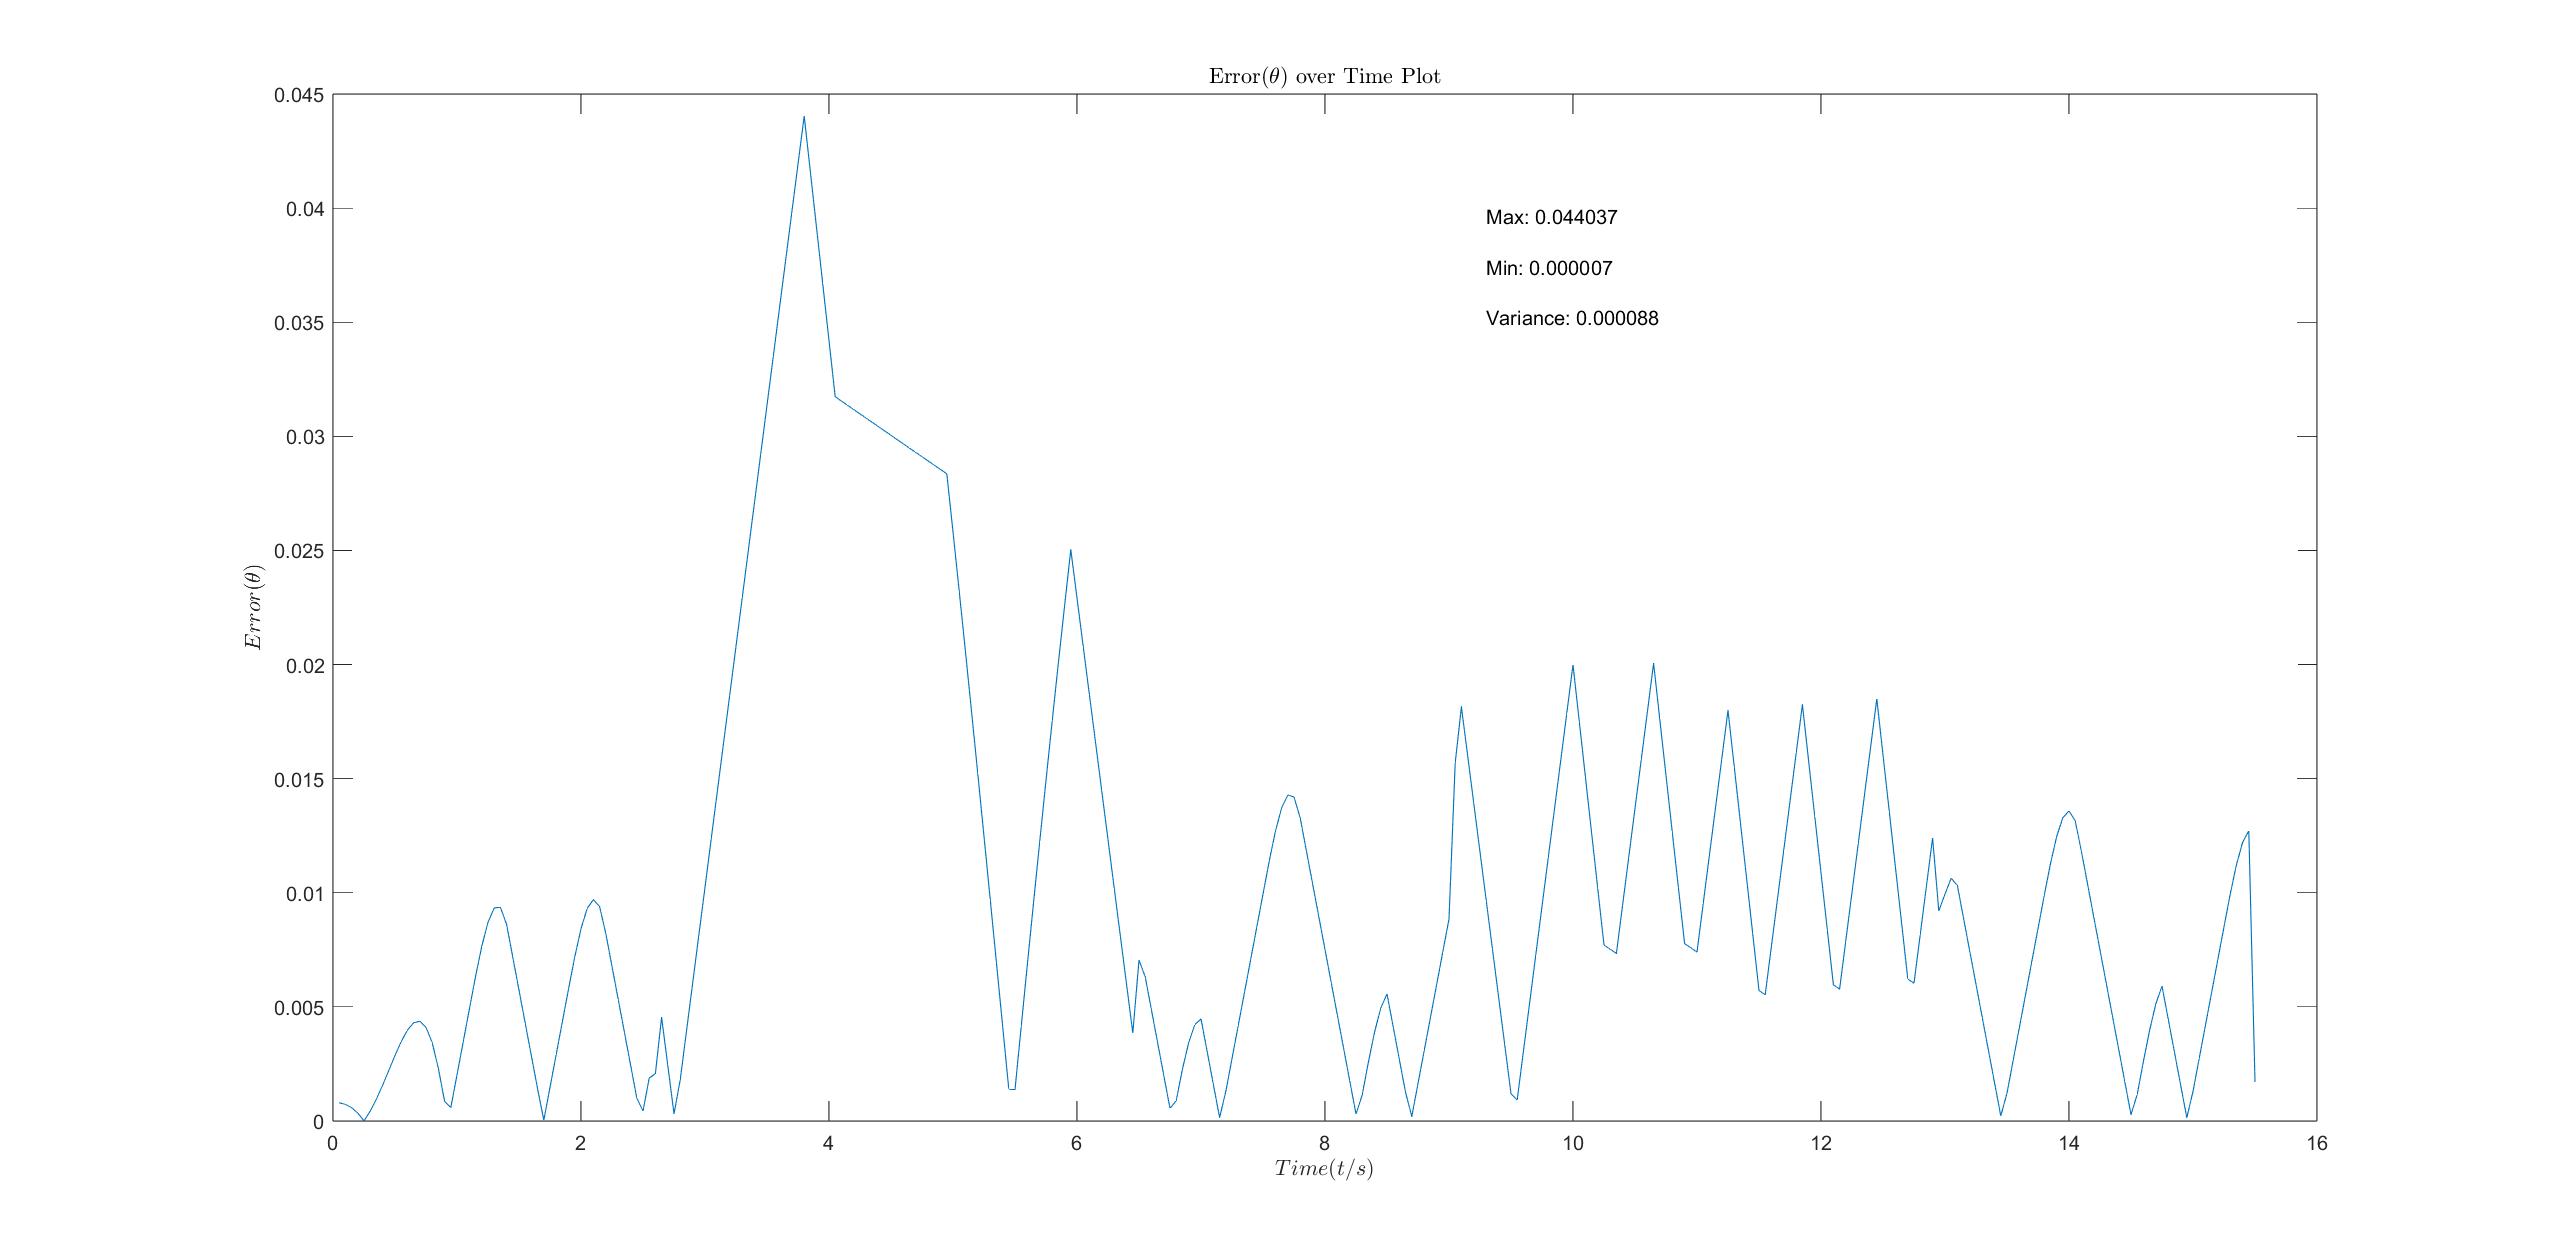 Error(θ) over Time Plot
0.045
0.04
0.035
0.03
0.025
0.02
0.015
0.01
0.005
0
Error(θ)
Max: 0.044037
Min: 0.000007
Variance: 0.000088
0 2 4 6 8 10 12 14 16
Time(t/s)